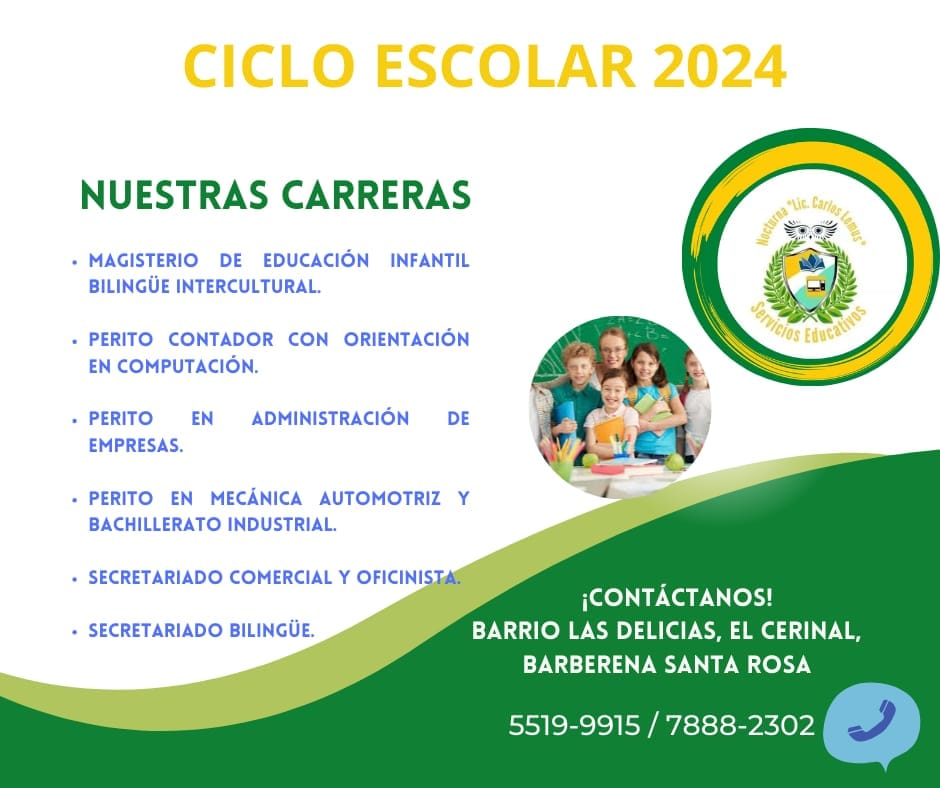 CICLO ESCOLAR 2024
NUESTRAS CARRERAS
• MAGISTERIO DE EDUCACIÓN INFANTIL
BILINGÜE INTERCULTURAL.
• PERITO CONTADOR CON ORIENTACIÓN
EN COMPUTACIÓN.
• PERITO EN ADMINISTRACIÓN DE
EMPRESAS.
• PERITO EN MECÁNICA AUTOMOTRIZ Y
BACHILLERATO INDUSTRIAL.
• SECRETARIADO COMERCIAL Y OFICINISTA.
• SECRETARIADO BILINGÜE.
Nocturna "Lic. Carlos Lemus"
Servicios Educativos
¡CONTÁCTANOS!
BARRIO LAS DELICIAS, EL CERINAL,
BARBERENA SANTA ROSA
5519-9915 / 7888-2302